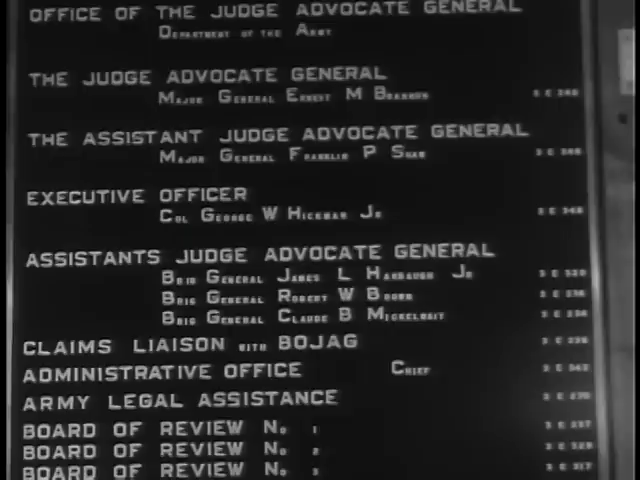 OFFICE OF THE JUDGE ADVOCATE GENERAL
DEPARTMENT OF THE ARMY
THE JUDGE ADVOCATE GENERAL
MAJOR GENERAL ERNEST M BRANNON
THE ASSISTANT JUDGE ADVOCATE GENERAL
MAJOR GENERAL FRANKLIN P SHAW
EXECUTIVE OFFICER
COL GEORGE W HICKMAN JR
ASSISTANTS JUDGE ADVOCATE GENERAL
BRIG GENERAL JAMES L HARBAUGH JR
BRIG GENERAL ROBERT W BROWN
BRIG GENERAL CLAUDE B MICKELWAIT
CLAIMS LIAISON WITH BOJAG
ADMINISTRATIVE OFFICE CHIEF
ARMY LEGAL ASSISTANCE
BOARD OF REVIEW NO 1
BOARD OF REVIEW NO 2
BOARD OF REVIEW NO 3